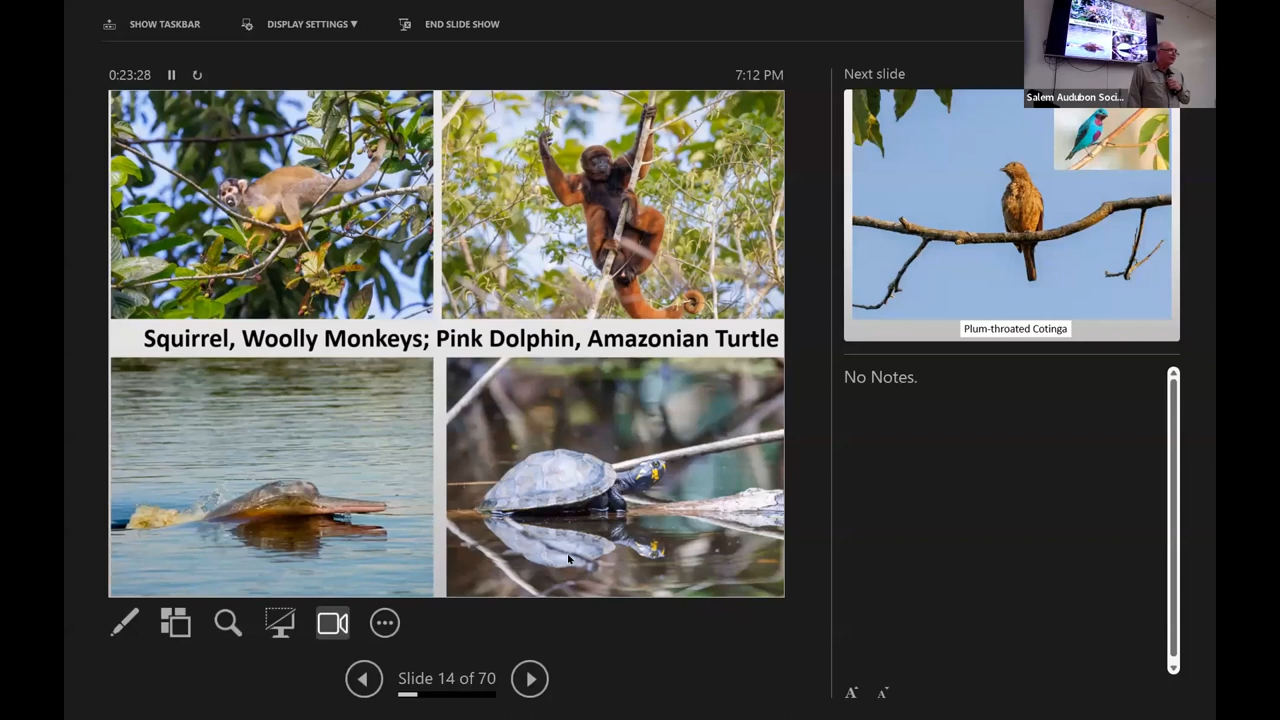 SHOW TASKBAR
DISPLAY SETTINGS ▼
END SLIDE SHOW
0:23:28
7:12 PM
Next slide
Salem Audubon Soci...
Squirrel, Woolly Monkeys; Pink Dolphin, Amazonian Turtle
Plum-throated Cotinga
No Notes.
Slide 14 of 70
A A